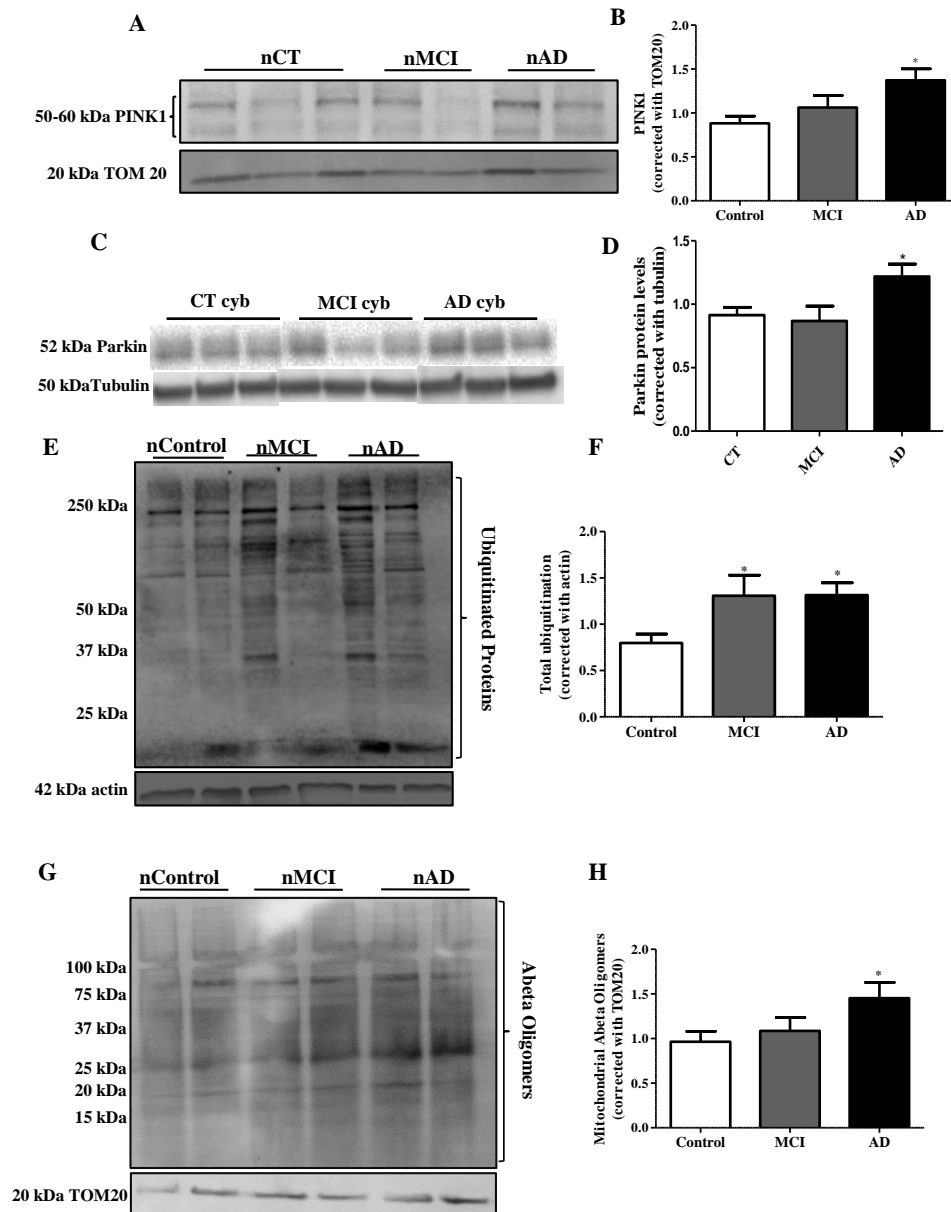 A
nCT nMCI nAD
50-60 kDa PINK1
20 kDa TOM 20
B
PINK1
(corrected with TOM20)
2.0
1.5
1.0
0.5
0.0
*
Control MCI AD
C
CT cyb MCI cyb AD cyb
52 kDa Parkin
50 kDaTubulin
D
Parkin protein levels
(corrected with tubulin)
1.5
1.0
0.5
0.0
*
CT MCI AD
E
nControl nMCI nAD
250 kDa
50 kDa
37 kDa
25 kDa
Ubiquitinated Proteins
42 kDa actin
F
Total ubiquitination
(corrected with actin)
2.0
1.5
1.0
0.5
0.0
* *
Control MCI AD
G
nControl nMCI nAD
100 kDa
75 kDa
37 kDa
25 kDa
20 kDa
15 kDa
Abeta Oligomers
20 kDa TOM20
H
Mitochondrial Abeta Oligomers
(corrected with TOM20)
2.0
1.5
1.0
0.5
0.0
*
Control MCI AD